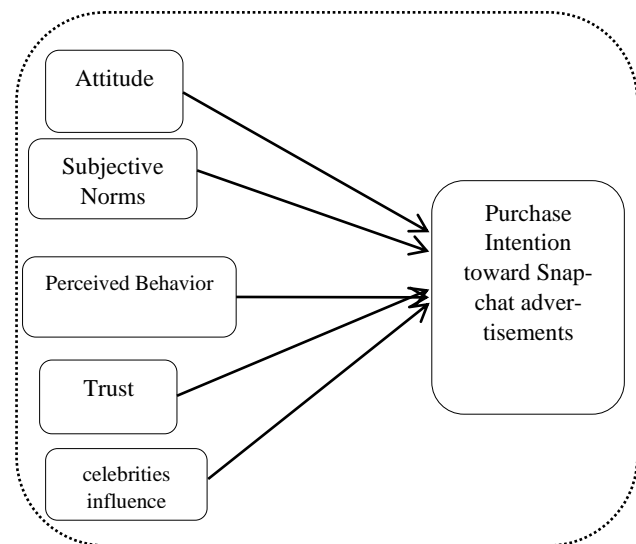 Attitude
Subjective
Norms
Perceived Behavior
Trust
celebrities
influence
Purchase
Intention
toward Snap-
chat adver-
tisements